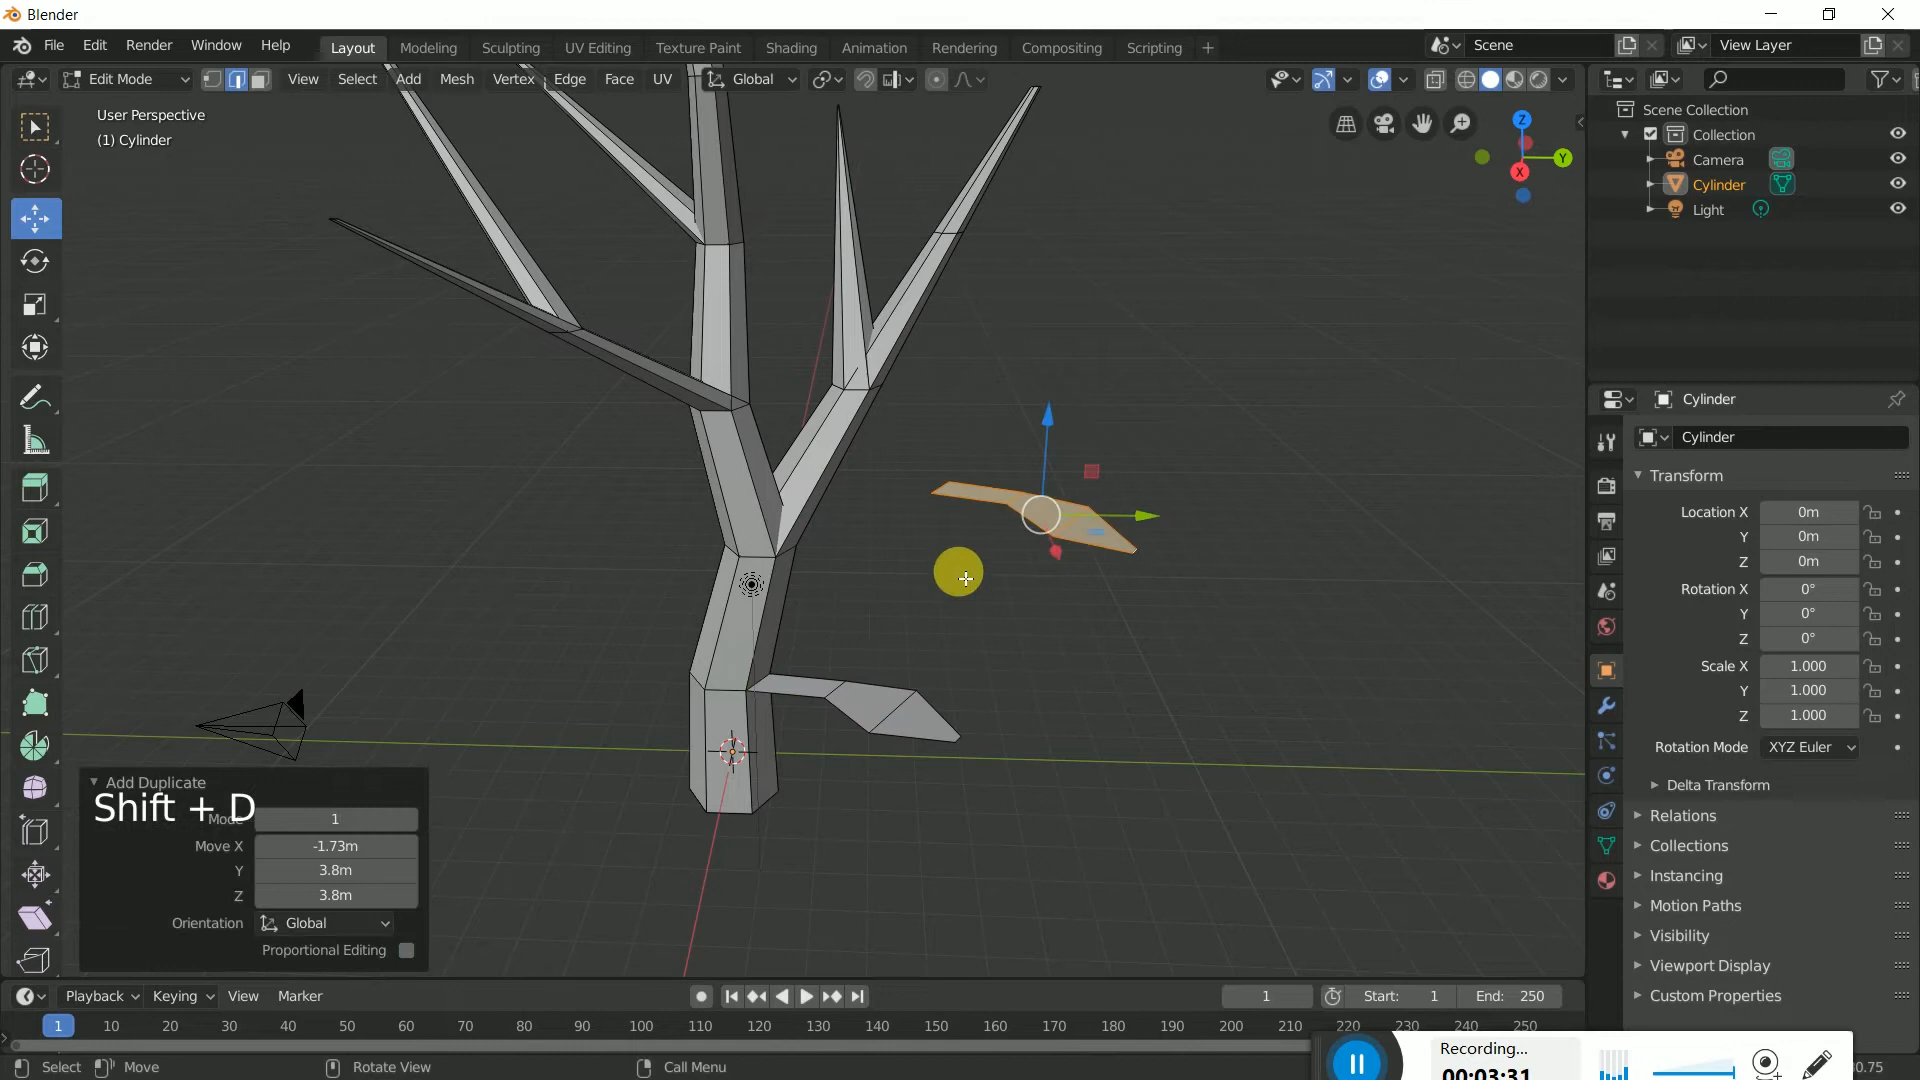 Blender
File Edit Render Window Help Layout Modeling Sculpting UV Editing Texture Paint Shading Animation Rendering Compositing Scripting + Scene View Layer
Edit Mode View Select Add Mesh Vertex Edge Face UV Global
User Perspective
(1) Cylinder
Z
Y
X
Scene Collection
Collection
Camera
Cylinder
Light
Cylinder
Cylinder
Transform
Location X 0m
Y 0m
Z 0m
Rotation X 0°
Y 0°
Z 0°
Scale X 1.000
Y 1.000
Z 1.000
Rotation Mode XYZ Euler
Delta Transform
Relations
Collections
Instancing
Motion Paths
Visibility
Viewport Display
Custom Properties
Add Duplicate
Shift + D
Mode 1
Move X -1.73m
Y 3.8m
Z 3.8m
Orientation Global
Proportional Editing
Playback Keying View Marker 1 Start: 1 End: 250
1 10 20 30 40 50 60 70 80 90 100 110 120 130 140 150 160 170 180 190 200 210 220 230 240 250
Select Move Rotate View Call Menu
Recording...
00:03:31